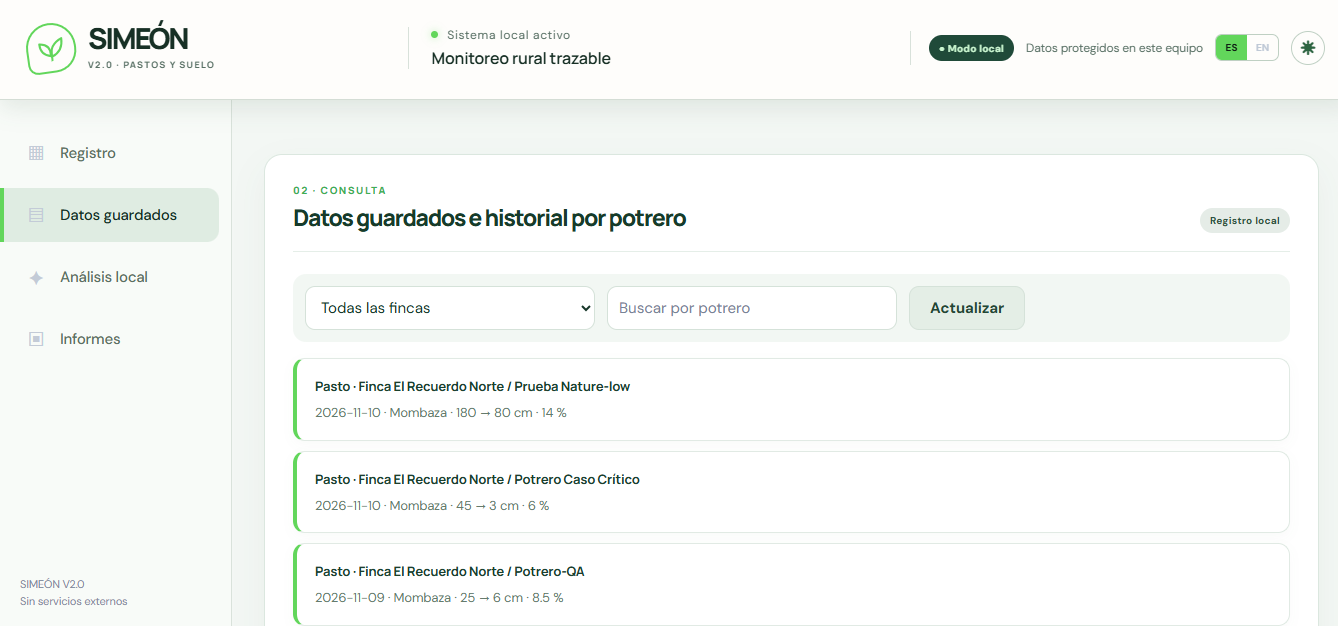 SIMEÓN
V2.0 · PASTOS Y SUELO
Sistema local activo
Monitoreo rural trazable
Modo local
Datos protegidos en este equipo
ES
EN
Registro
Datos guardados
Análisis local
Informes
SIMEÓN V2.0
Sin servicios externos
02 · CONSULTA
Datos guardados e historial por potrero
Registro local
Todas las fincas
Buscar por potrero
Actualizar
Pasto · Finca El Recuerdo Norte / Prueba Nature-low
2026-11-10 · Mombaza · 180 → 80 cm · 14 %
Pasto · Finca El Recuerdo Norte / Potrero Caso Crítico
2026-11-10 · Mombaza · 45 → 3 cm · 6 %
Pasto · Finca El Recuerdo Norte / Potrero-QA
2026-11-09 · Mombaza · 25 → 6 cm · 8.5 %